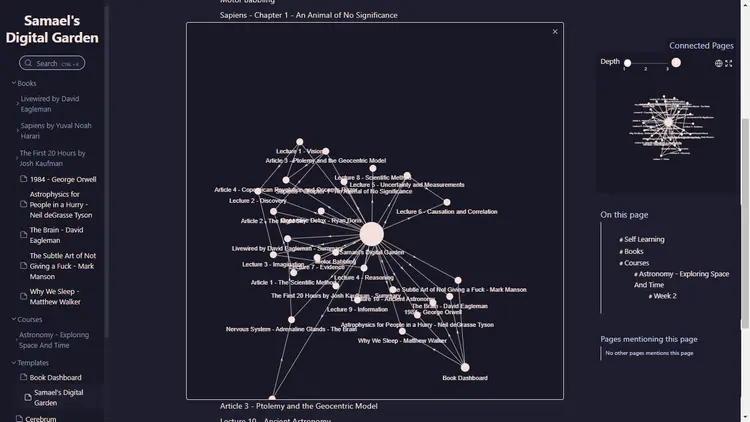 Samael's
Digital Garden
Search CTRL + K
Books
Livewired by David
Eagleman
Sapiens by Yuval Noah
Harari
The First 20 Hours by
Josh Kaufman
1984 - George Orwell
Astrophysics for
People in a Hurry -
Neil deGrasse Tyson
The Brain - David
Eagleman
The Subtle Art of Not
Giving a Fuck - Mark
Manson
Why We Sleep -
Matthew Walker
Courses
Astronomy - Exploring
Space And Time
Templates
Book Dashboard
Samael's Digital
Garden
Cerebrum
Motor Babbling
Sapiens - Chapter 1 - An Animal of No Significance
Lecture 1 - Vision
Article 3 - Ptolemy and the Geocentric Model
Lecture 8 - Scientific Method
Lecture 5 - Uncertainty and Measurements
Article 4 - Copernican Revolution and
An Animal of No Significance
Lecture 2 - Discovery
Lecture 6 - Causation and Correlation
Article 2 - The Night Sky
Detox - Ryan Doris
Livewired by David Eagleman - Summary
Samael's Digital Garden
Motor Babbling
Lecture 3 - Imagination
Lecture 7 - Evidence
Lecture 4 - Reasoning
Article 1 - The Scientific Method
The Subtle Art of Not Giving a Fuck - Mark Manson
The First 20 Hours by Josh Kaufman - Summary
Lecture 10 - Ancient Astronomy
The Brain - David Eagleman
Lecture 9 - Information
1984 - George Orwell
Nervous System - Adrenaline Glands - The Brain
Astrophysics for People in a Hurry - Neil deGrasse Tyson
Why We Sleep - Matthew Walker
Book Dashboard
Article 3 - Ptolemy and the Geocentric Model
Lecture 10 - Ancient Astronomy
Connected Pages
Depth
1 2 3
On this page
# Self Learning
# Books
# Courses
# Astronomy - Exploring Space
And Time
# Week 2
Pages mentioning this page
No other pages mentions this page